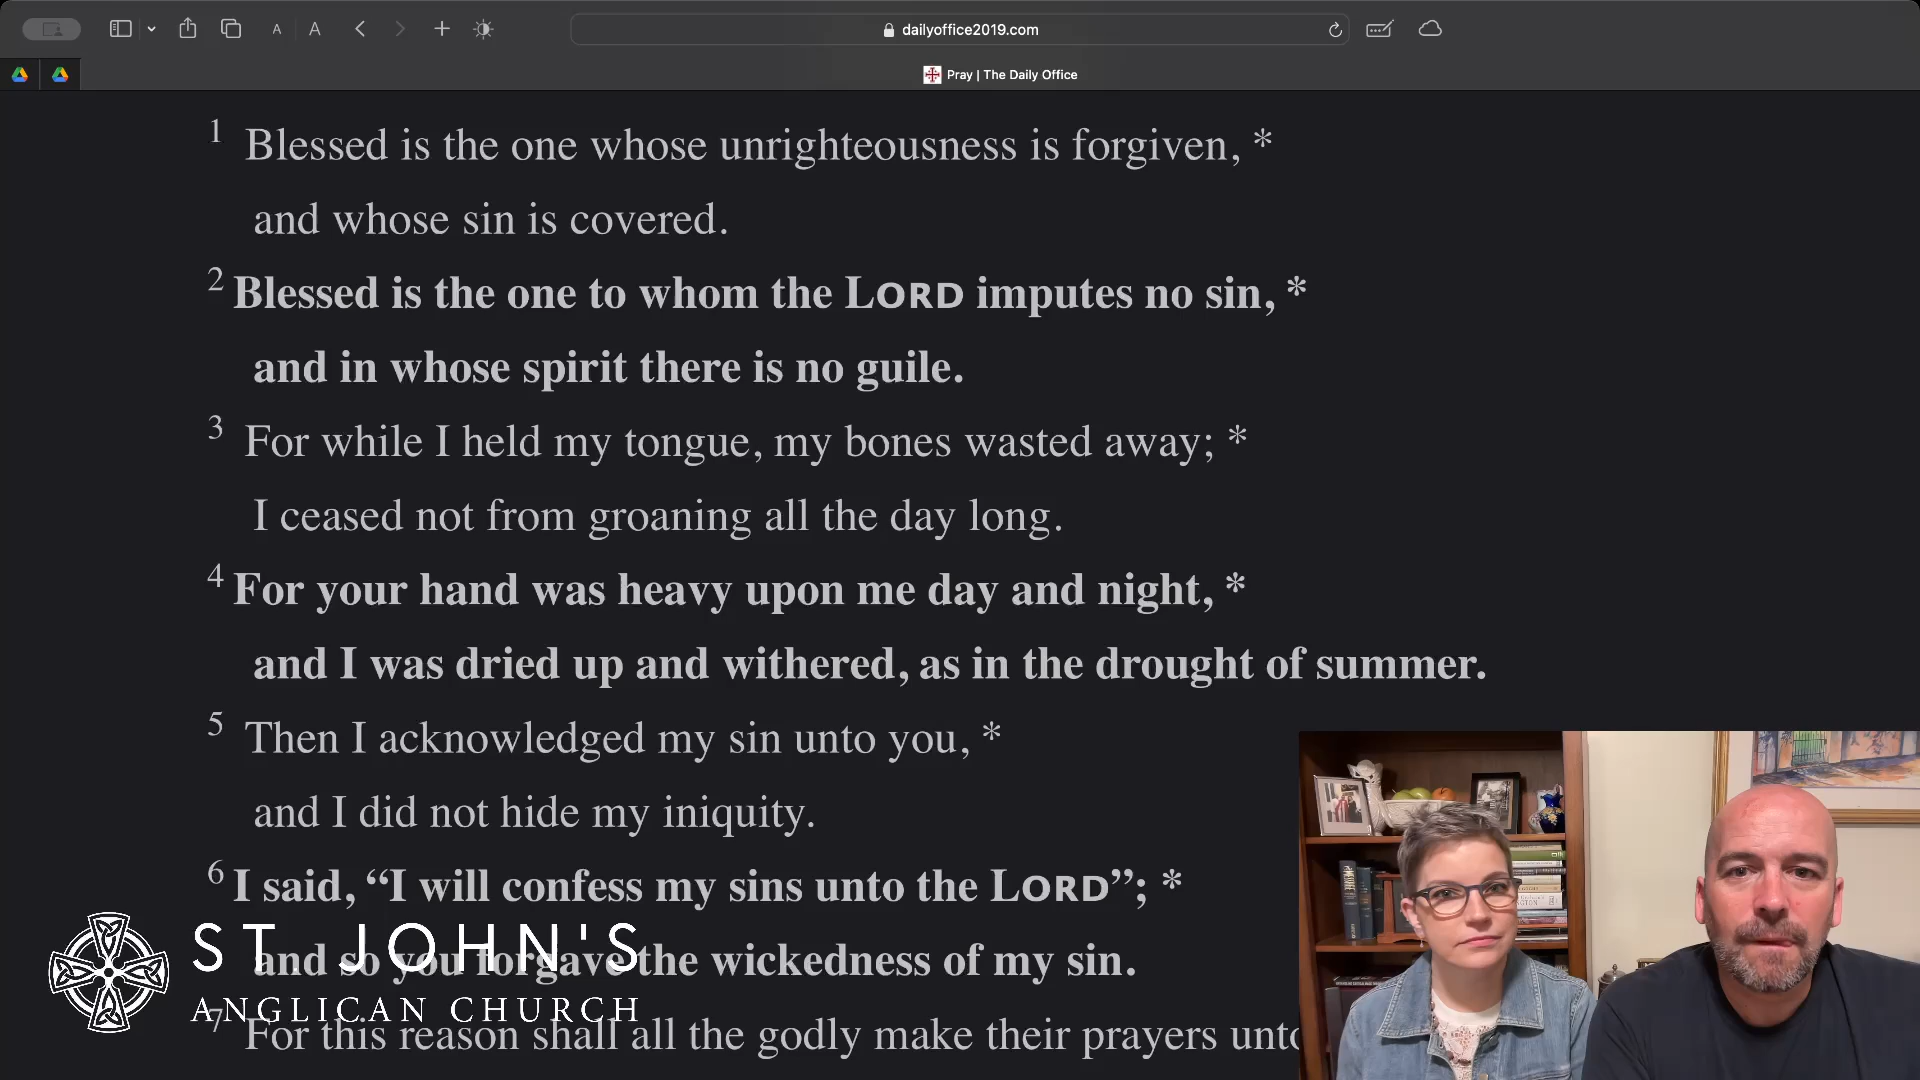 A A
dailyoffice2019.com
Pray | The Daily Office
1 Blessed is the one whose unrighteousness is forgiven, *
and whose sin is covered.
2 Blessed is the one to whom the LORD imputes no sin, *
and in whose spirit there is no guile.
3 For while I held my tongue, my bones wasted away; *
I ceased not from groaning all the day long.
4 For your hand was heavy upon me day and night, *
and I was dried up and withered, as in the drought of summer.
5 Then I acknowledged my sin unto you, *
and I did not hide my iniquity.
6 I said, “I will confess my sins unto the LORD”; *
and so you forgave the wickedness of my sin.
7 For this reason shall all the godly make their prayers unto
ST. JOHN'S
ANGLICAN CHURCH